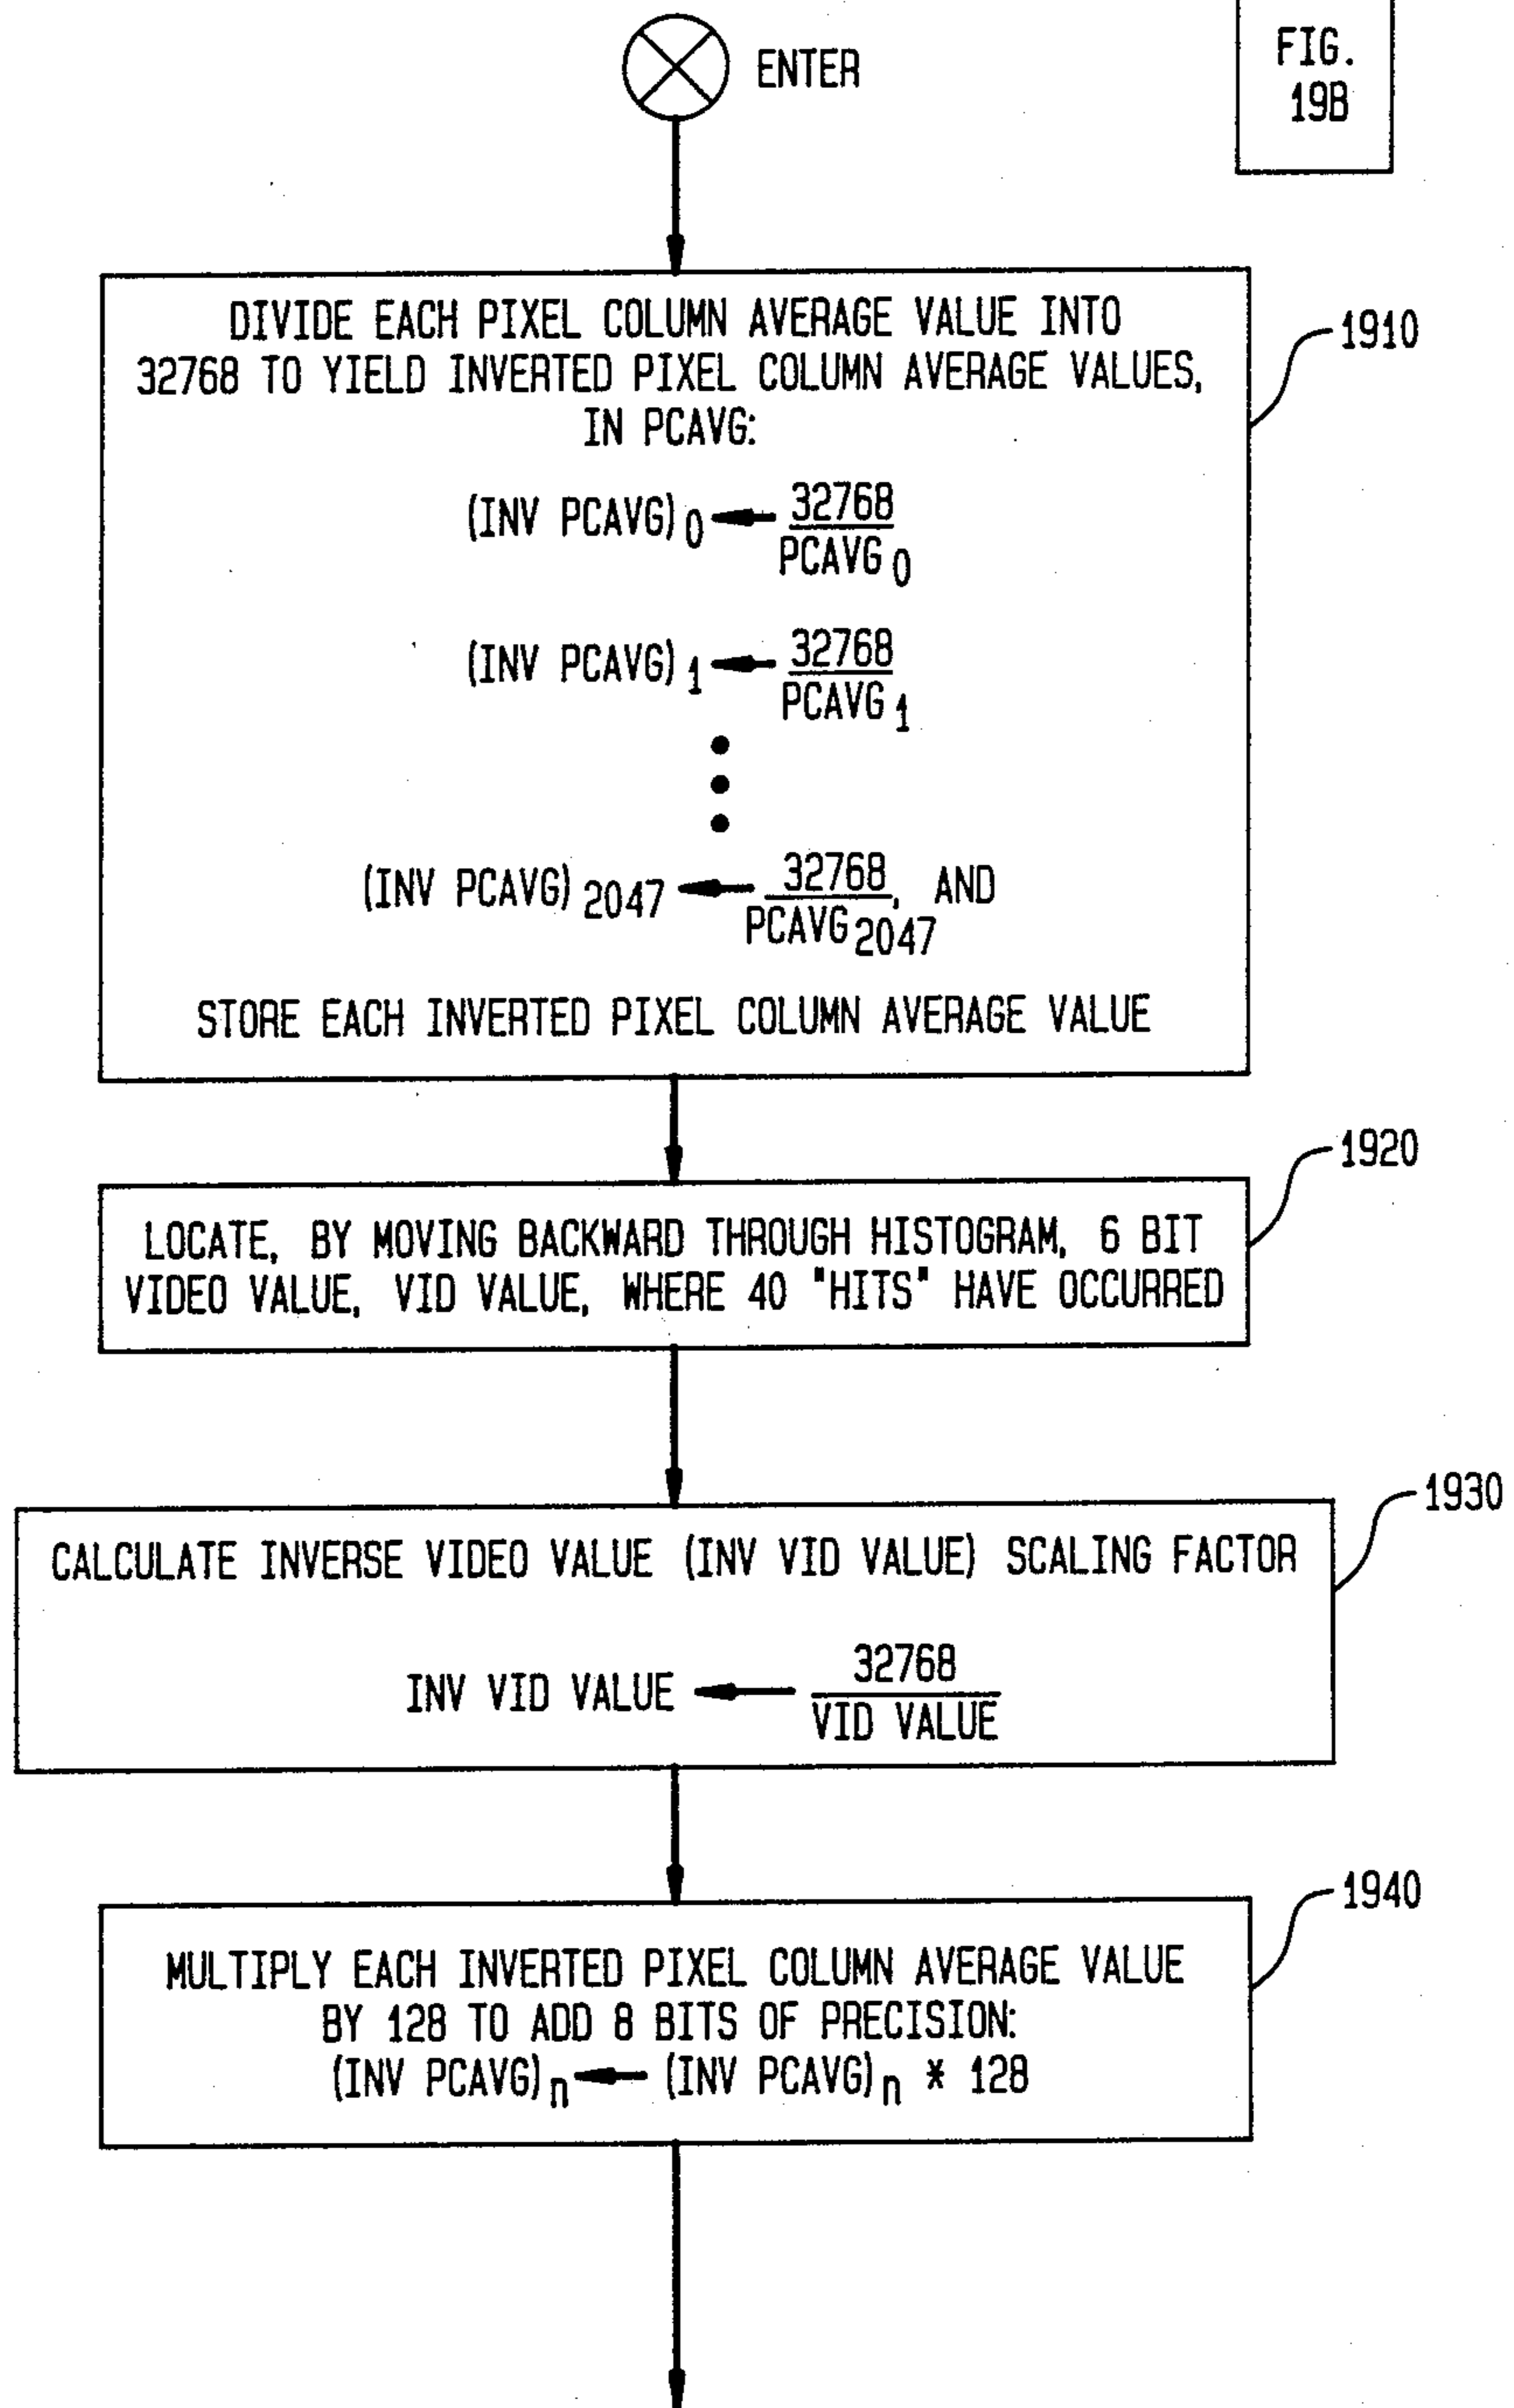 ENTER
FIG.
19B
DIVIDE EACH PIXEL COLUMN AVERAGE VALUE INTO
32768 TO YIELD INVERTED PIXEL COLUMN AVERAGE VALUES,
IN PCAVG:
1910
(INV PCAVG)0 ← 32768
PCAVG0
(INV PCAVG)1 ← 32768
PCAVG1
(INV PCAVG)2047 ← 32768, AND
PCAVG2047
STORE EACH INVERTED PIXEL COLUMN AVERAGE VALUE
1920
LOCATE, BY MOVING BACKWARD THROUGH HISTOGRAM, 6 BIT
VIDEO VALUE, VID VALUE, WHERE 40 "HITS" HAVE OCCURRED
1930
CALCULATE INVERSE VIDEO VALUE (INV VID VALUE) SCALING FACTOR
INV VID VALUE ← 32768
VID VALUE
1940
MULTIPLY EACH INVERTED PIXEL COLUMN AVERAGE VALUE
BY 128 TO ADD 8 BITS OF PRECISION:
(INV PCAVG)n ← (INV PCAVG)n * 128